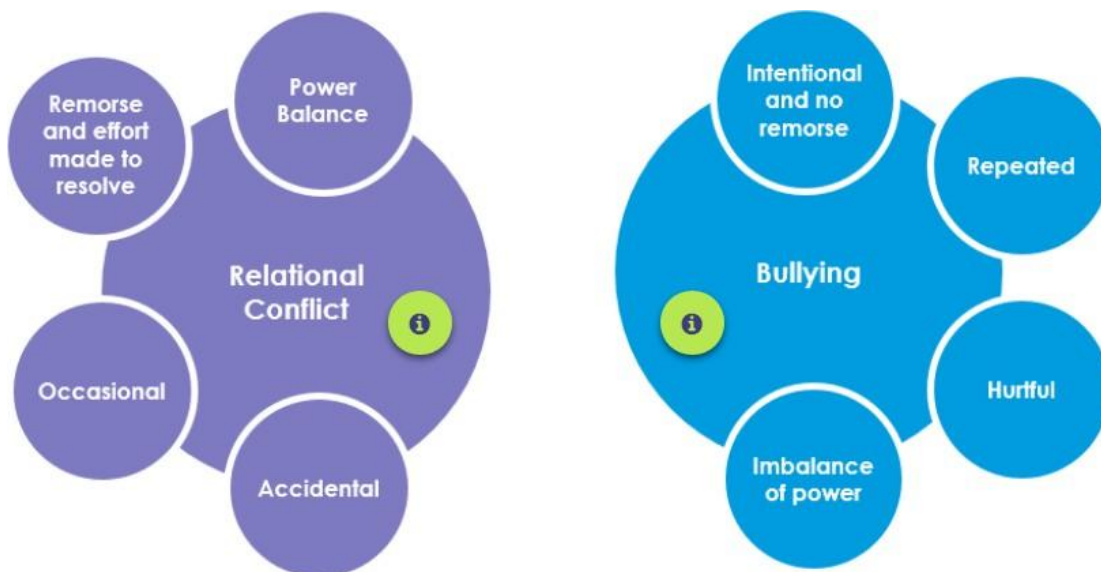 Power
Balance
Remorse
and effort
made to
resolve
Relational
Conflict
Occasional
Accidental
Intentional
and no
remorse
Repeated
Bullying
Hurtful
Imbalance
of power